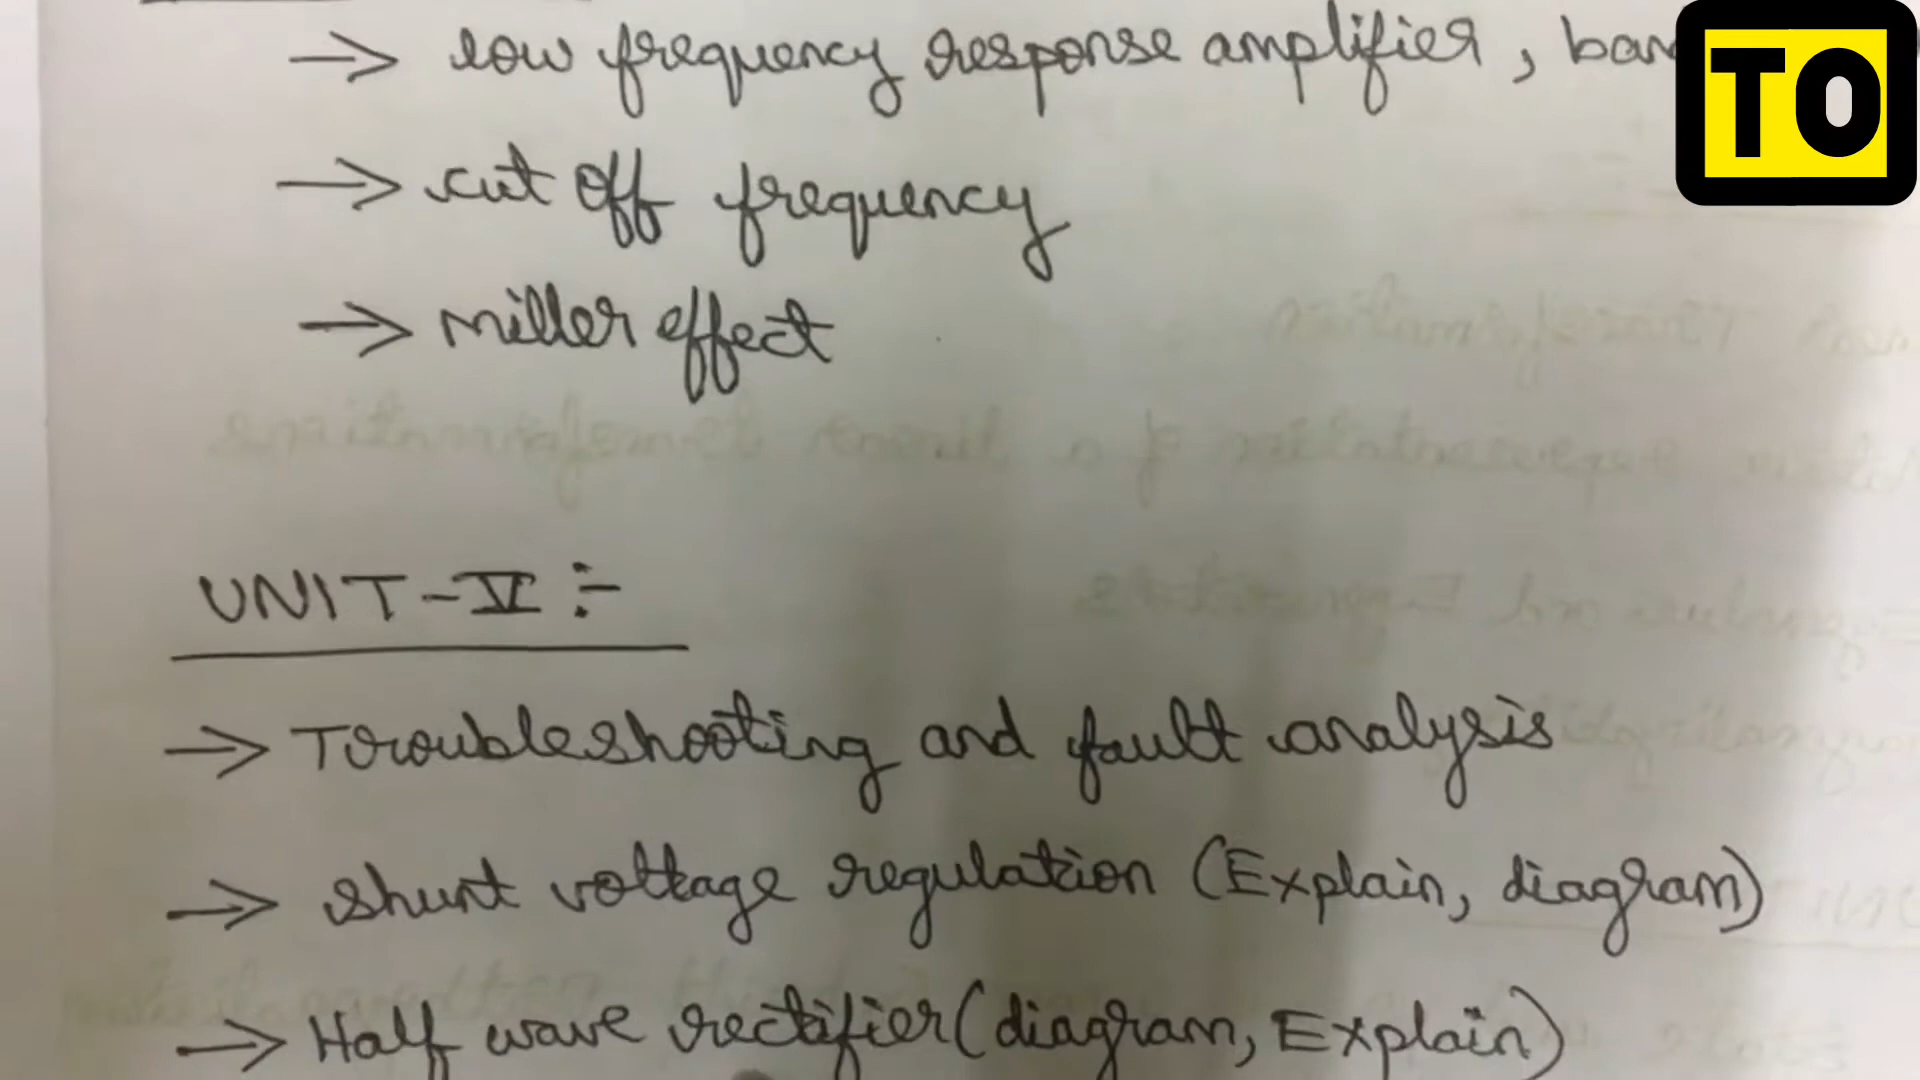 → low frequency response amplifier, ban
TO
→ cut off frequency
→ miller effect
UNIT-V :-
→ Troubleshooting and fault analysis
→ shunt voltage regulation (Explain, diagram)
→ Half wave rectifier (diagram, Explain)